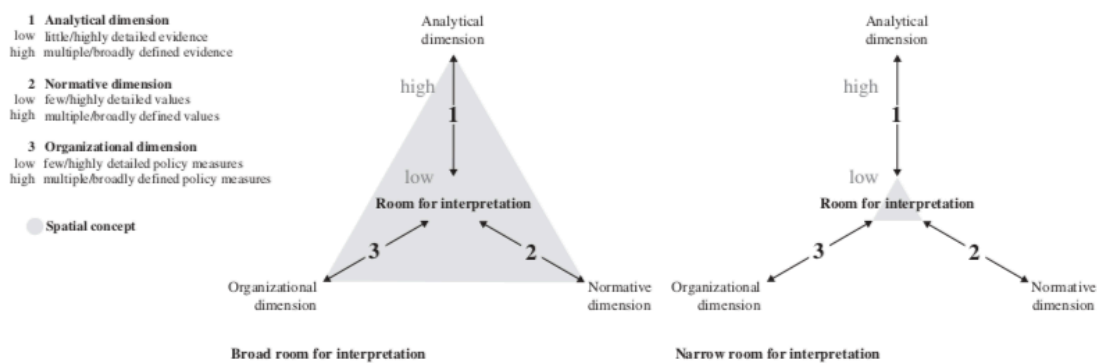 1 Analytical dimension
low little/highly detailed evidence
high multiple/broadly defined evidence
2 Normative dimension
low few/highly detailed values
high multiple/broadly defined values
3 Organizational dimension
low few/highly detailed policy measures
high multiple/broadly defined policy measures
Spatial concept
Analytical
dimension
high
1
low
Room for interpretation
3
2
Organizational
dimension
Normative
dimension
Broad room for interpretation
Analytical
dimension
high
1
low
Room for interpretation
3
2
Organizational
dimension
Normative
dimension
Narrow room for interpretation